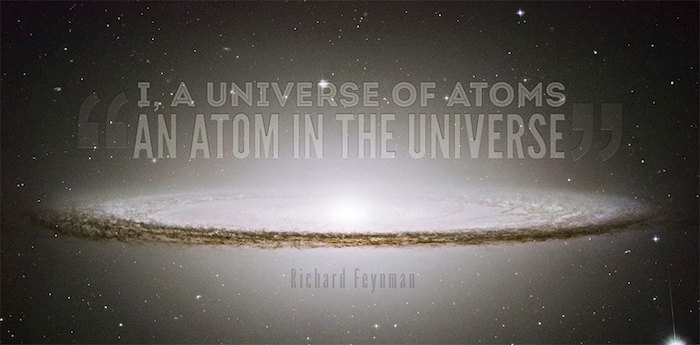 “I, A UNIVERSE OF ATOMS
AN ATOM IN THE UNIVERSE”
Richard Feynman